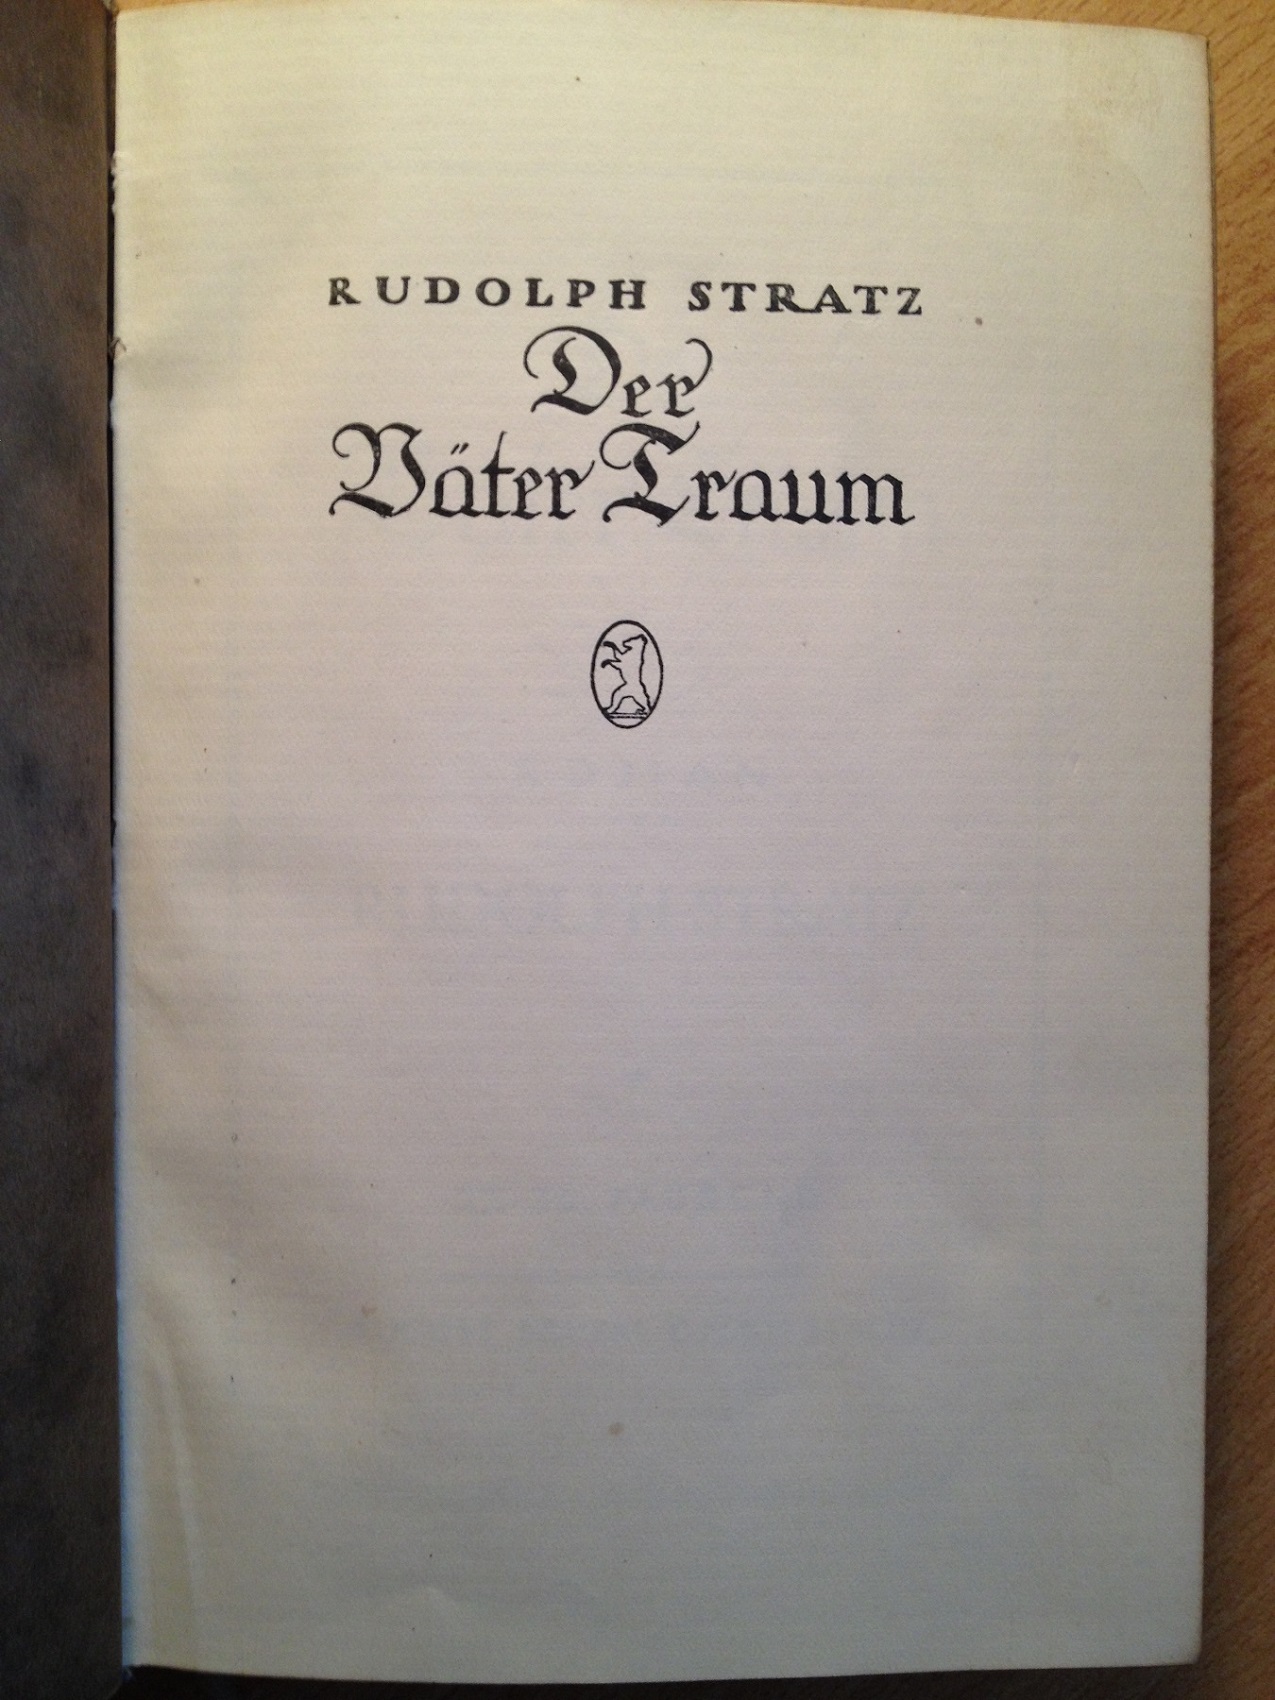 RUDOLPH STRATZ
Der
Väter Traum